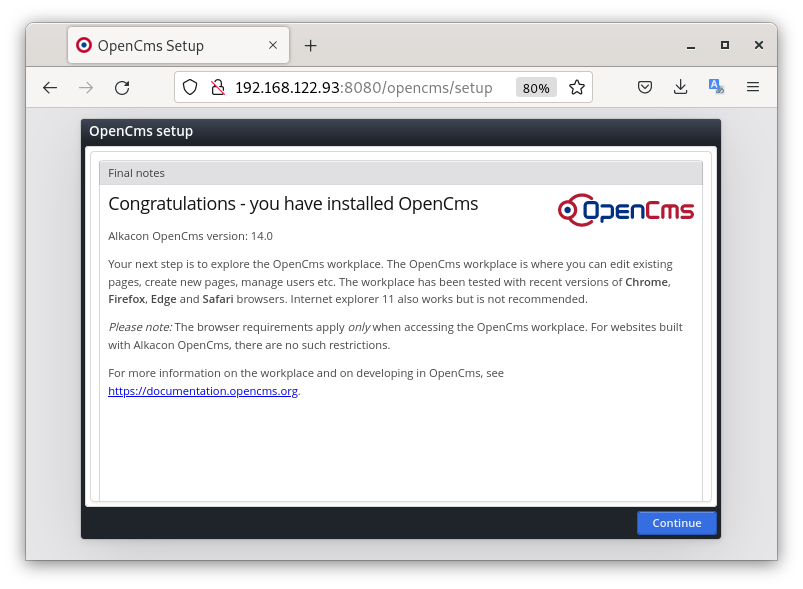 OpenCms Setup
192.168.122.93:8080/opencms/setup
80%
OpenCms setup
Final notes
Congratulations - you have installed OpenCms
OpenCms
Alkacon OpenCms version: 14.0
Your next step is to explore the OpenCms workplace. The OpenCms workplace is where you can edit existing
pages, create new pages, manage users etc. The workplace has been tested with recent versions of Chrome,
Firefox, Edge and Safari browsers. Internet explorer 11 also works but is not recommended.
Please note: The browser requirements apply only when accessing the OpenCms workplace. For websites built
with Alkacon OpenCms, there are no such restrictions.
For more information on the workplace and on developing in OpenCms, see
https://documentation.opencms.org.
Continue